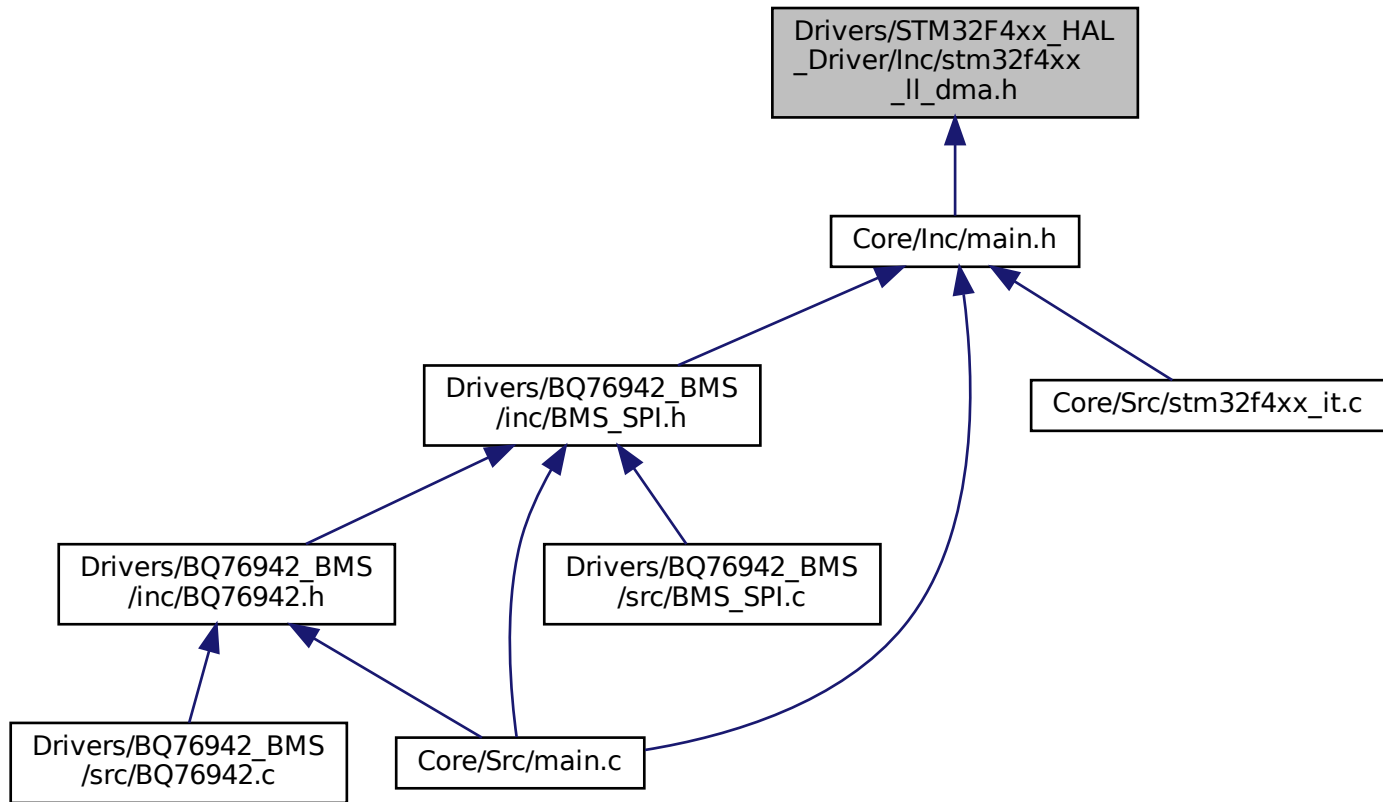 Drivers/STM32F4xx_HAL
_Driver/Inc/stm32f4xx
_ll_dma.h
Core/Inc/main.h
Drivers/BQ76942_BMS
/inc/BMS_SPI.h
Core/Src/stm32f4xx_it.c
Drivers/BQ76942_BMS
/inc/BQ76942.h
Drivers/BQ76942_BMS
/src/BMS_SPI.c
Drivers/BQ76942_BMS
/src/BQ76942.c
Core/Src/main.c